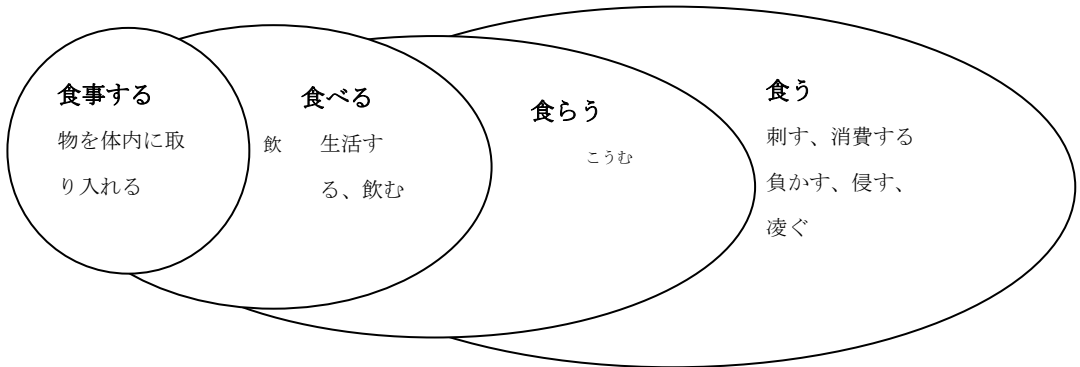 食事する
物を体内に取
り入れる
飲
食べる
生活す
る、飲む
食らう
こうむ
食う
刺す、消費する
負かす、侵す、
凌ぐ